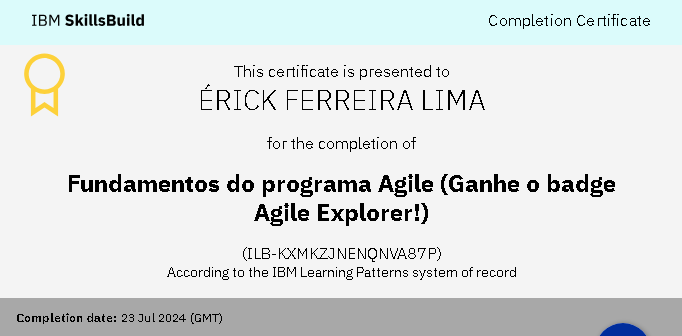 IBM SkillsBuild
Completion Certificate
This certificate is presented to
ÉRICK FERREIRA LIMA
for the completion of
Fundamentos do programa Agile (Ganhe o badge
Agile Explorer!)
(ILB-KXMKZJNENQNVA87P)
According to the IBM Learning Patterns system of record
Completion date: 23 Jul 2024 (GMT)